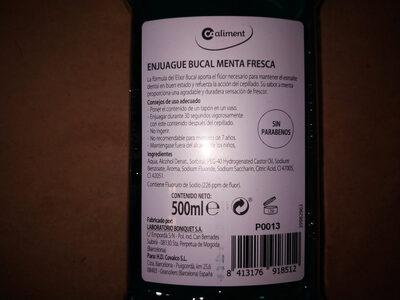 aliment
ENJUAGUE BUCAL MENTA FRESCA
La fórmula del Elixir Bucal aporta el flúor necesario para mantener el esmalte
dental en buen estado y refuerza la acción del cepillado. Su sabor a menta
proporciona una agradable y duradera sensación de frescor.
Consejos de uso adecuado
- Poner el contenido de un tapón en un vaso.
- Enjuagar durante 30 segundos vigorosamente
con este contenido después del cepillado.
- No ingerir.
- No recomendable para menores de 7 años.
- Mantengase fuera del alcance de los niños.
SIN
PARABENOS
Ingredientes
Aqua, Alcohol Denat., Sorbitol, PEG-40 Hydrogenated Castor Oil, Sodium
Benzoate, Aroma, Sodium Fluoride, Sodium Saccharin, Citric Acid, CI 47005,
CI 42051.
Contiene Fluoruro de Sodio (226 ppm de flúor).
CONTENIDO NETO
500ml e
Fabricado por:
LABORATORIO BONIQUET S.L.
C/ Empordà S/N - Pol. ind. Can Bernades
Subirà - 08130 Sta. Perpetua de Mogoda
(Barcelona)
Para: H.D. Covalco S.L.
Ctra. Barcelona - Puigcerdà, km 25,6
08403 - Granollers (Barcelona) España
P0013
8 413176 918512